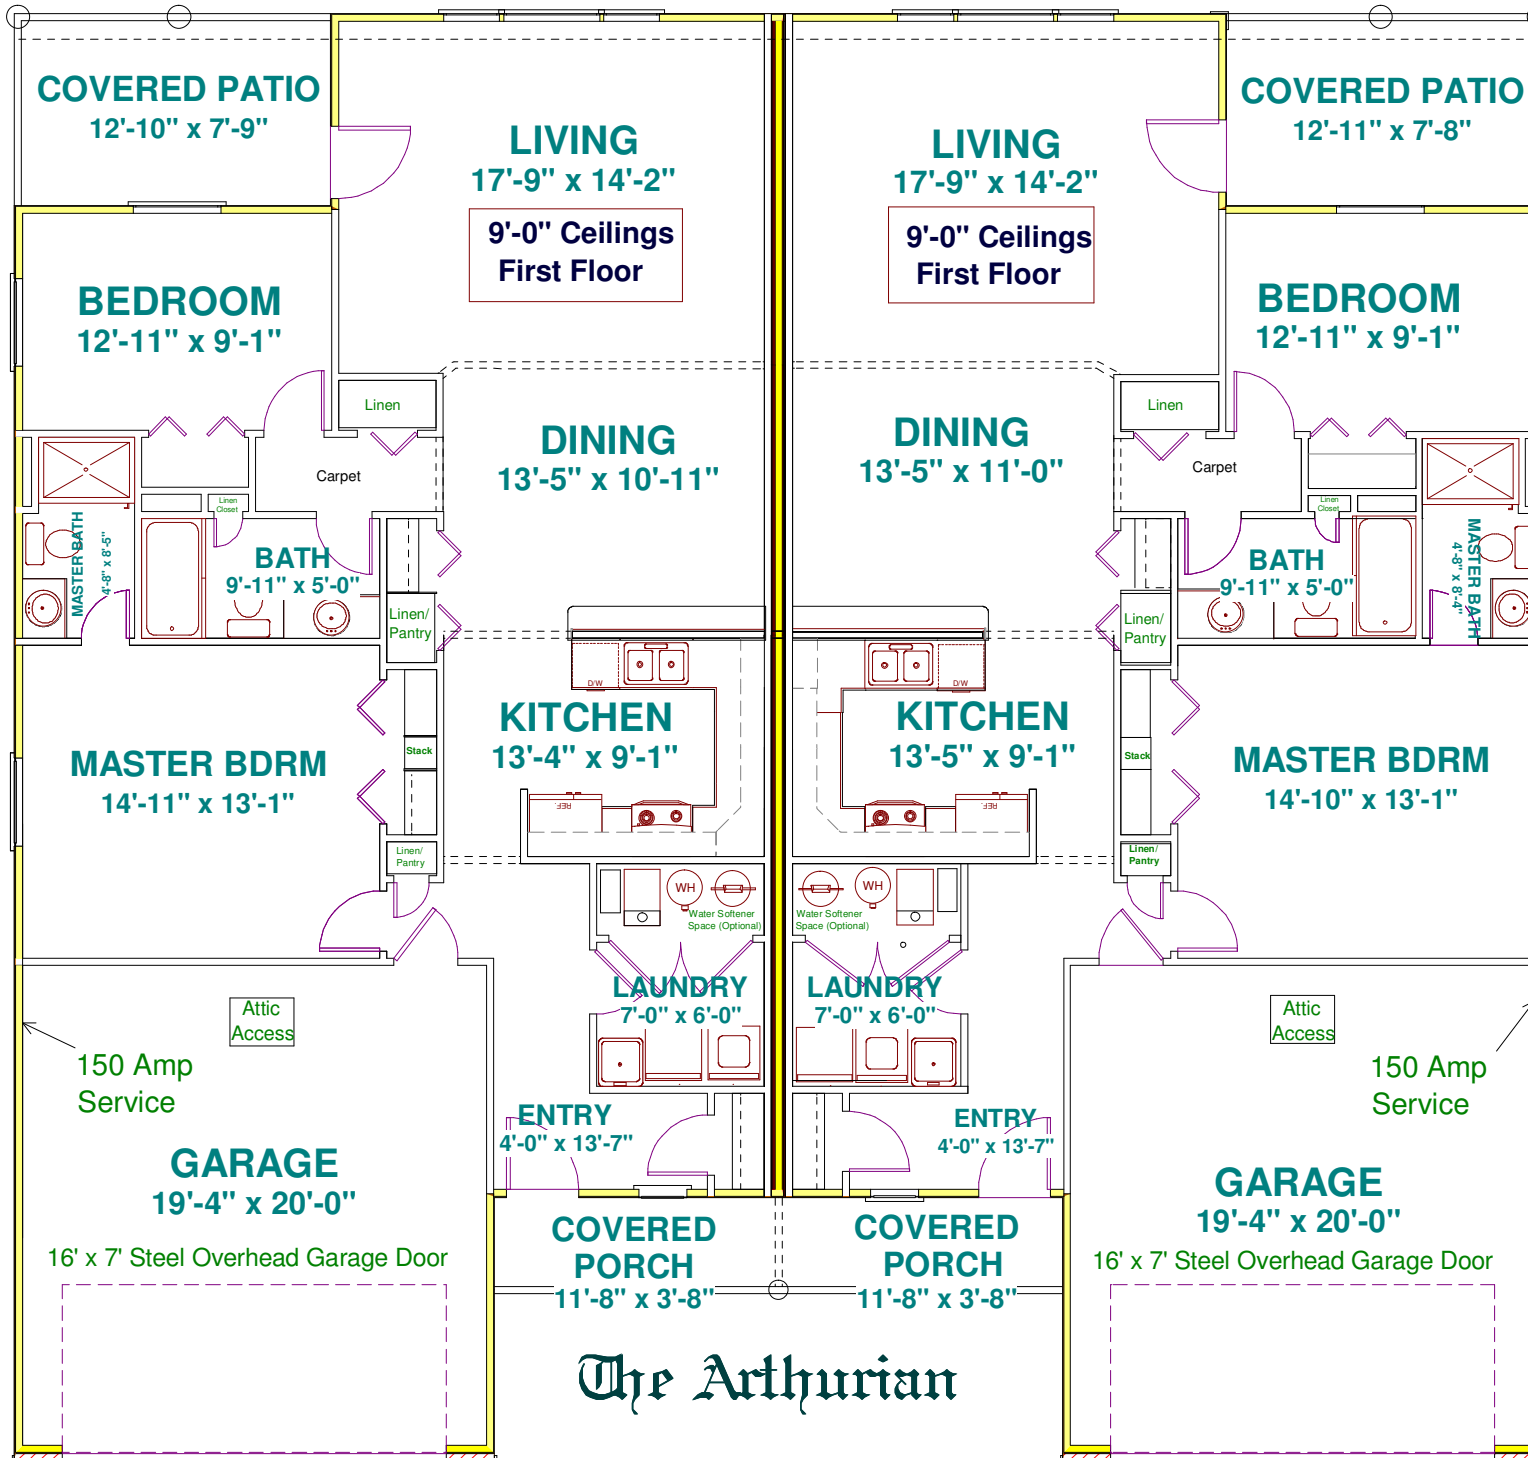 COVERED PATIO
12'-10" x 7'-9"
LIVING
17'-9" x 14'-2"
9'-0" Ceilings
First Floor
LIVING
17'-9" x 14'-2"
9'-0" Ceilings
First Floor
COVERED PATIO
12'-11" x 7'-8"
BEDROOM
12'-11" x 9'-1"
BEDROOM
12'-11" x 9'-1"
Linen
DINING
13'-5" x 10'-11"
DINING
13'-5" x 11'-0"
Linen
Carpet
Carpet
Linen
Closet
Linen
Closet
MASTER BATH
4'-8" x 8'-5"
BATH
9'-11" x 5'-0"
Linen/
Pantry
Linen/
Pantry
BATH
9'-11" x 5'-0"
MASTER BATH
4'-8" x 8'-4"
D/W
D/W
KITCHEN
13'-4" x 9'-1"
KITCHEN
13'-5" x 9'-1"
MASTER BDRM
14'-11" x 13'-1"
Stack
Stack
MASTER BDRM
14'-10" x 13'-1"
REF.
REF.
Linen/
Pantry
Linen/
Pantry
WH
Water Softener
Space (Optional)
WH
Water Softener
Space (Optional)
LAUNDRY
7'-0" x 6'-0"
LAUNDRY
7'-0" x 6'-0"
Attic
Access
Attic
Access
150 Amp
Service
150 Amp
Service
ENTRY
4'-0" x 13'-7"
ENTRY
4'-0" x 13'-7"
GARAGE
19'-4" x 20'-0"
16' x 7' Steel Overhead Garage Door
GARAGE
19'-4" x 20'-0"
16' x 7' Steel Overhead Garage Door
COVERED
PORCH
11'-8" x 3'-8"
COVERED
PORCH
11'-8" x 3'-8"
The Arthurian